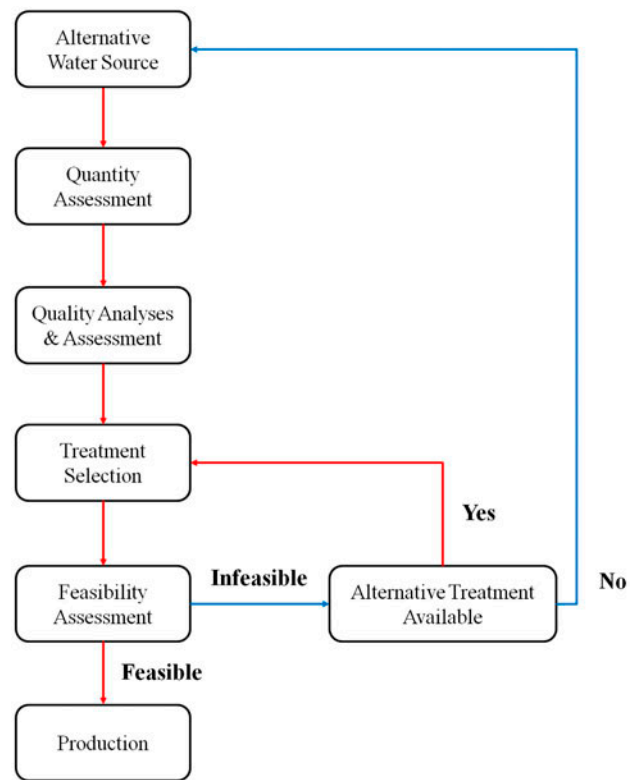 Alternative
Water Source
Quantity
Assessment
Quality Analyses
& Assessment
Treatment
Selection
Yes
Feasibility
Assessment
Infeasible
Alternative Treatment
Available
No
Feasible
Production